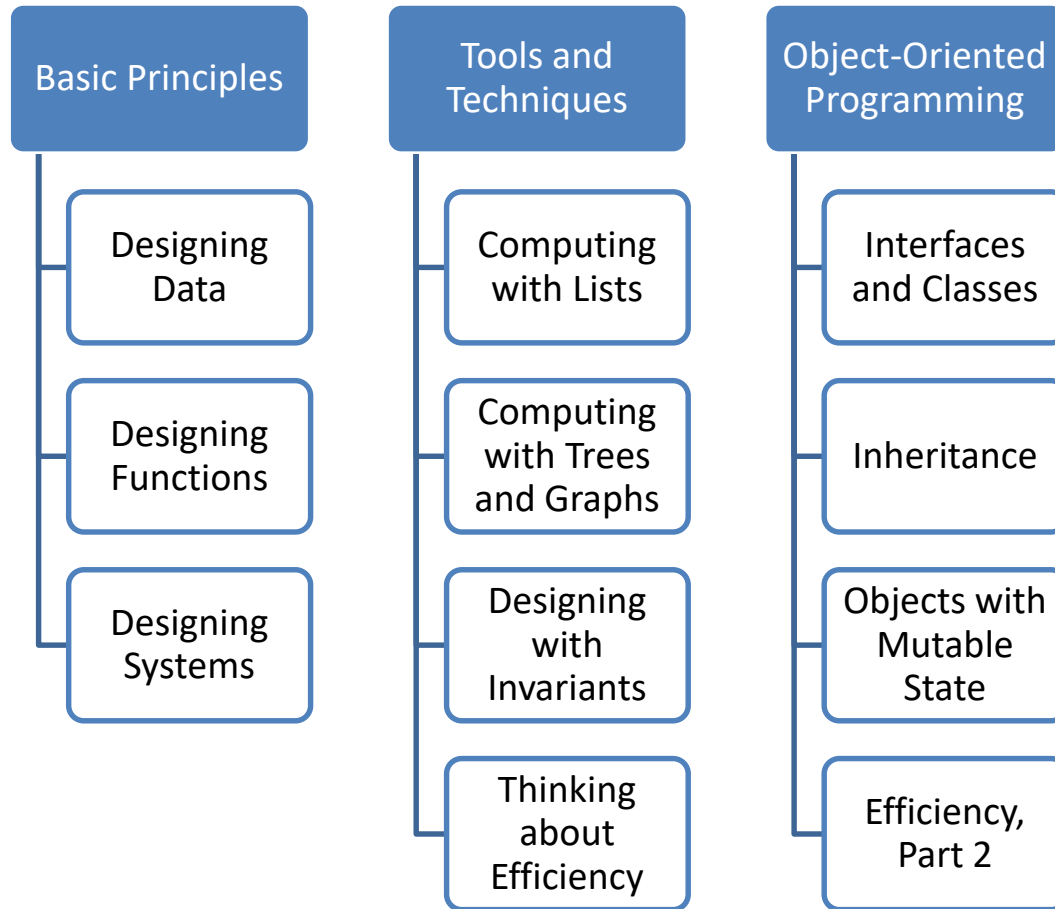 Basic Principles
Designing
Data
Designing
Functions
Designing
Systems
Tools and
Techniques
Computing
with Lists
Computing
with Trees
and Graphs
Designing
with
Invariants
Thinking
about
Efficiency
Object-Oriented
Programming
Interfaces
and Classes
Inheritance
Objects with
Mutable
State
Efficiency,
Part 2